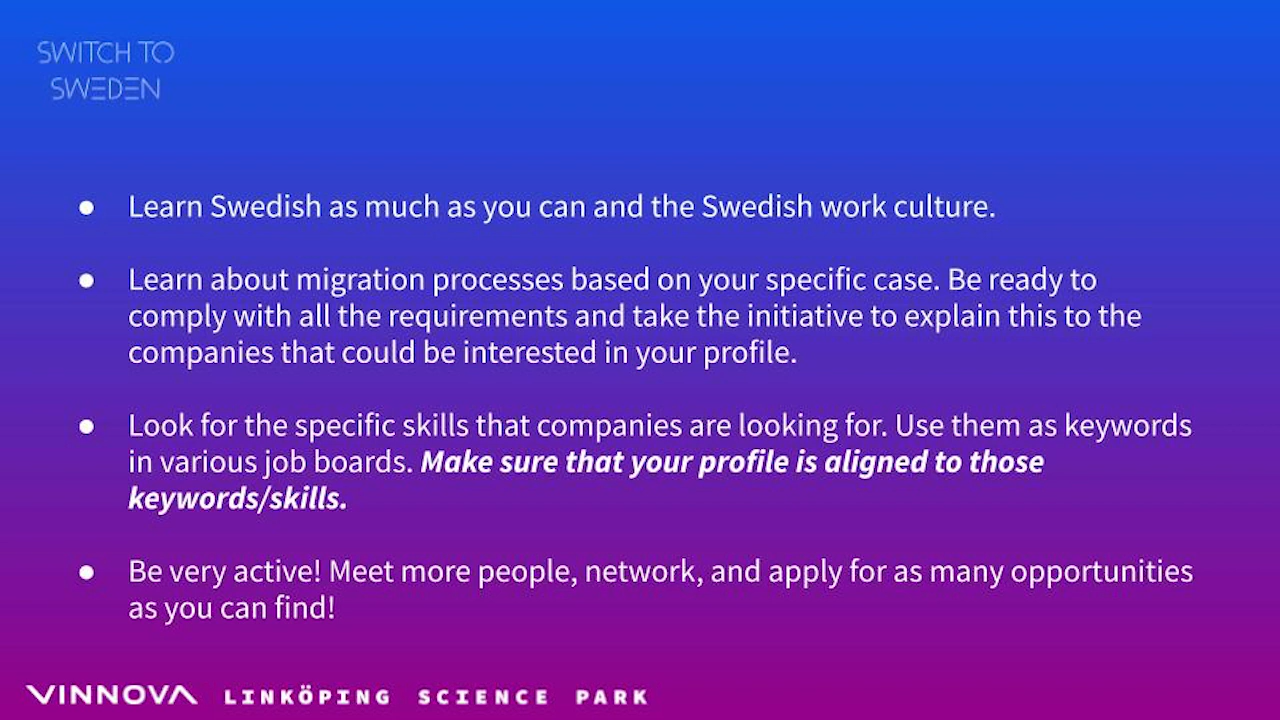 SWITCH TO
SWEDEN
● Learn Swedish as much as you can and the Swedish work culture.
● Learn about migration processes based on your specific case. Be ready to
comply with all the requirements and take the initiative to explain this to the
companies that could be interested in your profile.
● Look for the specific skills that companies are looking for. Use them as keywords
in various job boards. Make sure that your profile is aligned to those
keywords/skills.
● Be very active! Meet more people, network, and apply for as many opportunities
as you can find!
VINNOVA LINKÖPING SCIENCE PARK